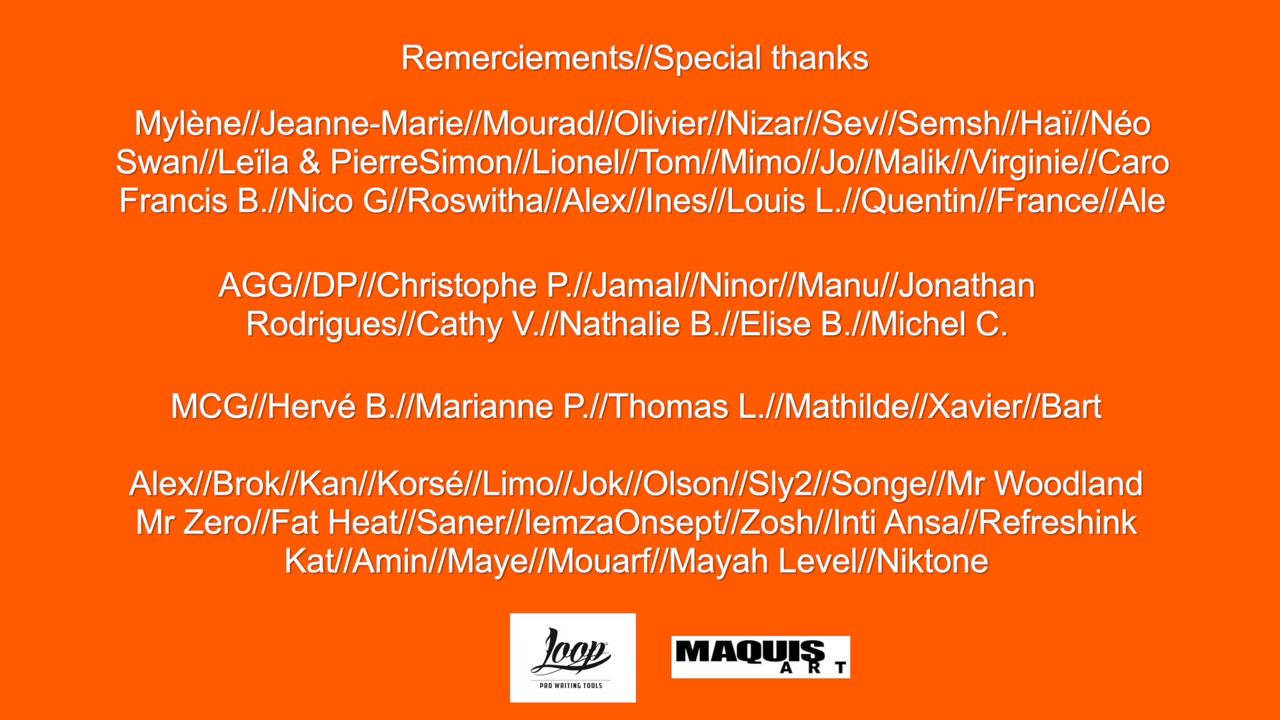 Remerciements//Special thanks
Mylène//Jeanne-Marie//Mourad//Olivier//Nizar//Sev//Semsh//Haï//Néo
Swan//Leïla & PierreSimon//Lionel//Tom//Mimo//Jo//Malik//Virginie//Caro
Francis B.//Nico G//Roswitha//Alex//Ines//Louis L.//Quentin//France//Ale
AGG//DP//Christophe P.//Jamal//Ninor//Manu//Jonathan
Rodrigues//Cathy V.//Nathalie B.//Elise B.//Michel C.
MCG//Hervé B.//Marianne P.//Thomas L.//Mathilde//Xavier//Bart
Alex//Brok//Kan//Korsé//Limo//Jok//Olson//Sly2//Songe//Mr Woodland
Mr Zero//Fat Heat//Saner//IemzaOnsept//Zosh//Inti Ansa//Refreshink
Kat//Amin//Maye//Mouarf//Mayah Level//Niktone
Loop
PRO WRITING TOOLS
MAQUIS
ART